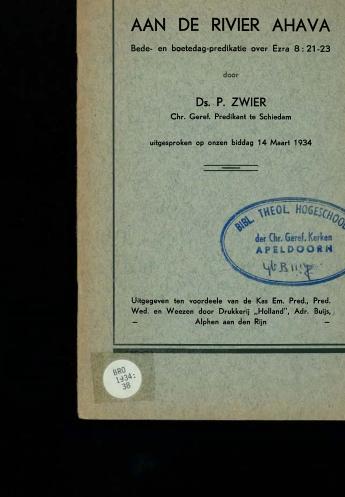 AAN DE RIVIER AHAVA
Bede- en boetedag-predikatie over Ezra 8 : 21-23
door
Ds. P. ZWIER
Chr. Geref. Predikant te Schiedam
uitgesproken op onzen biddag 14 Maart 1934
BIBL. THEOL. HOGESCHOOL
der Chr. Geref. Kerken
APELDOORN
Uitgegeven ten voordeele van de Kas Em. Pred., Pred.
Wed. en Weezen door Drukkerij „Holland", Adr. Buijs,
– Alphen aan den Rijn –
BRO
1934:
38